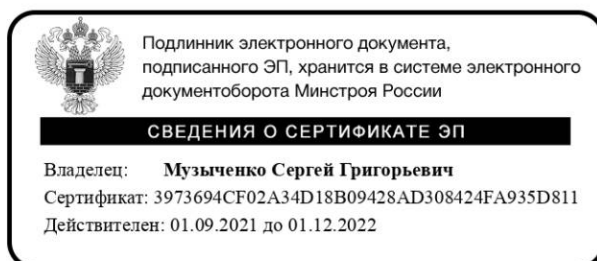 Подлинник электронного документа,
подписанного ЭП, хранится в системе электронного
документоборота Минстроя России
СВЕДЕНИЯ О СЕРТИФИКАТЕ ЭП
Владелец: Музыченко Сергей Григорьевич
Сертификат: 3973694CF02A34D18B09428AD308424FA935D811
Действителен: 01.09.2021 до 01.12.2022